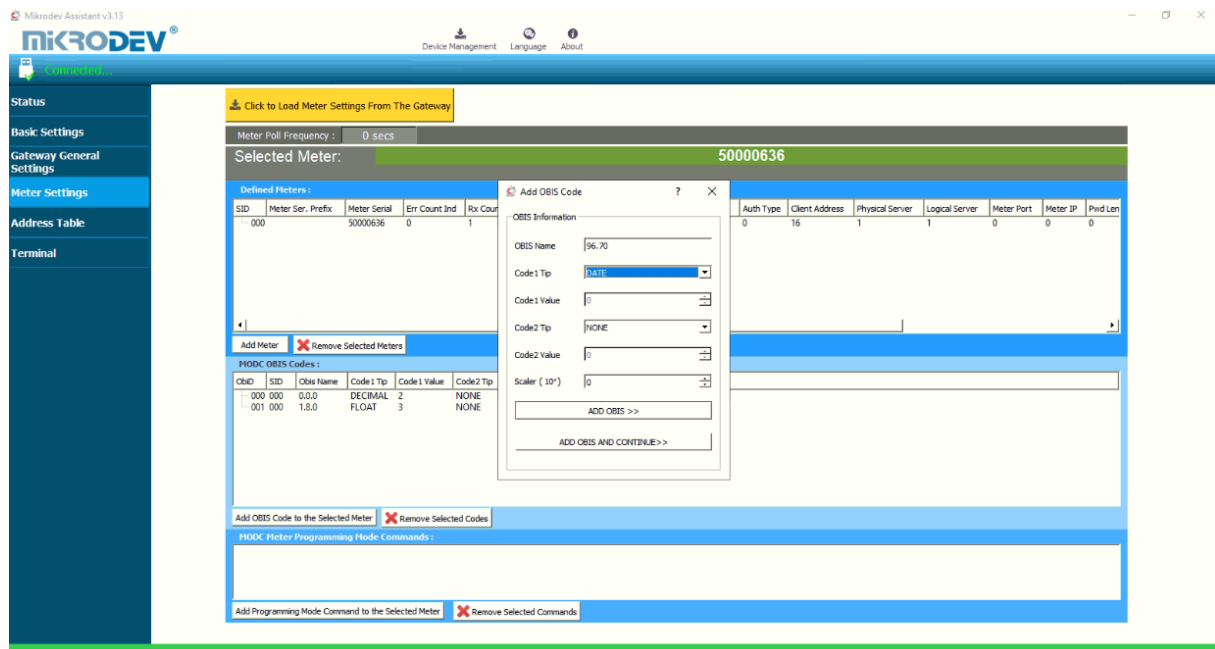 Mikrodev Assistant v3.13
MiKRODEV®
Device Management Language About
Connected...
Status
Basic Settings
Gateway General
Settings
Meter Settings
Address Table
Terminal
Click to Load Meter Settings From The Gateway
Meter Poll Frequency : 0 secs
Selected Meter: 50000636
Defined Meters :
SID Meter Ser. Prefix Meter Serial Err Count Ind Rx Cour Auth Type Client Address Physical Server Logical Server Meter Port Meter IP Pwd Len
000 50000636 0 1 0 16 1 1 0 0 0
Add Meter Remove Selected Meters
MODC OBIS Codes :
ObiD SID Obis Name Code1 Tip Code1 Value Code2 Tip
000 000 0.0.0 DECIMAL 2 NONE
001 000 1.8.0 FLOAT 3 NONE
Add OBIS Code to the Selected Meter Remove Selected Codes
MODC Meter Programming Mode Commands :
Add Programming Mode Command to the Selected Meter Remove Selected Commands
Add OBIS Code ?
OBIS Information
OBIS Name 96.70
Code1 Tip DATE
Code1 Value 0
Code2 Tip NONE
Code2 Value 0
Scaler ( 10ˣ) 0
ADD OBIS >>
ADD OBIS AND CONTINUE>>